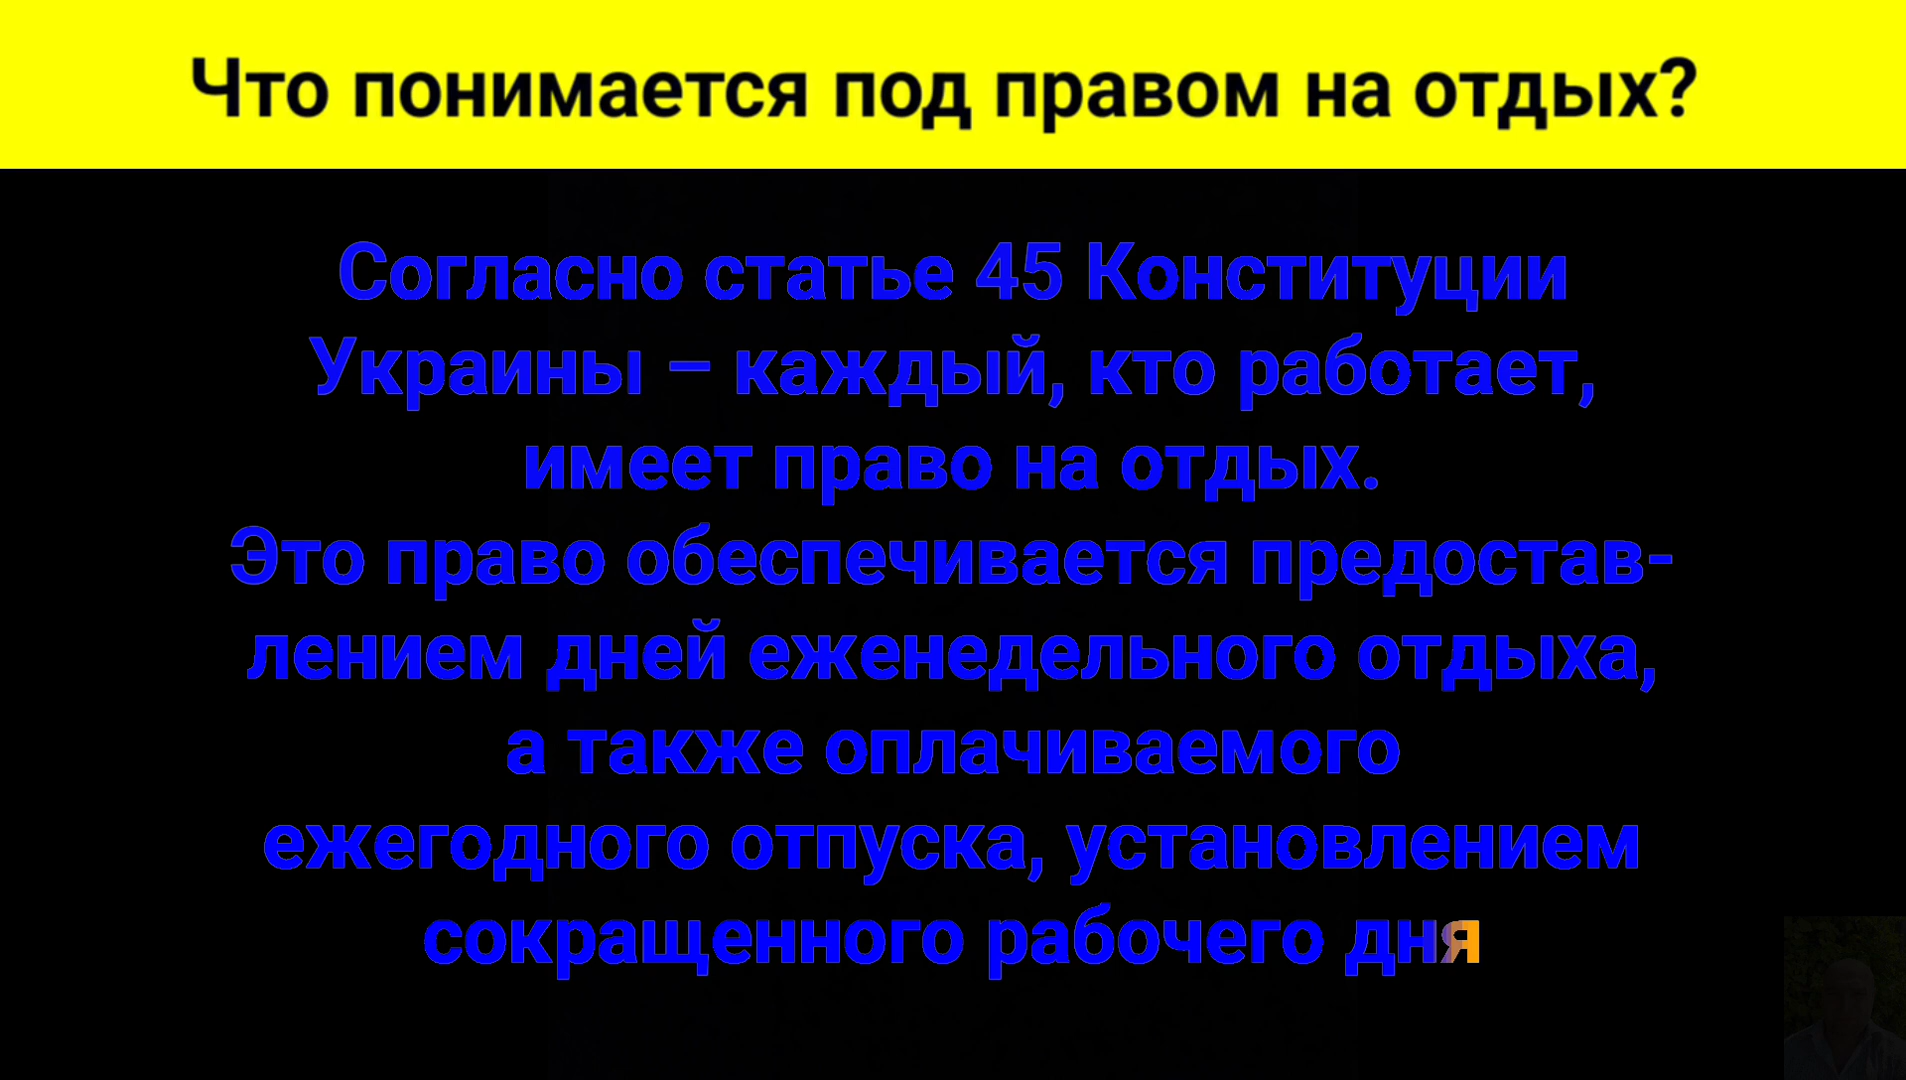 Что понимается под правом на отдых?
Согласно статье 45 Конституции
Украины – каждый, кто работает,
имеет право на отдых.
Это право обеспечивается предостав-
лением дней еженедельного отдыха,
а также оплачиваемого
ежегодного отпуска, установлением
сокращенного рабочего дня